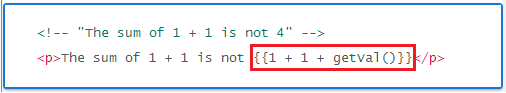 <!-- "The sum of 1 + 1 is not 4" -->
<p>The sum of 1 + 1 is not {{1 + 1 + getVal()}}</p>